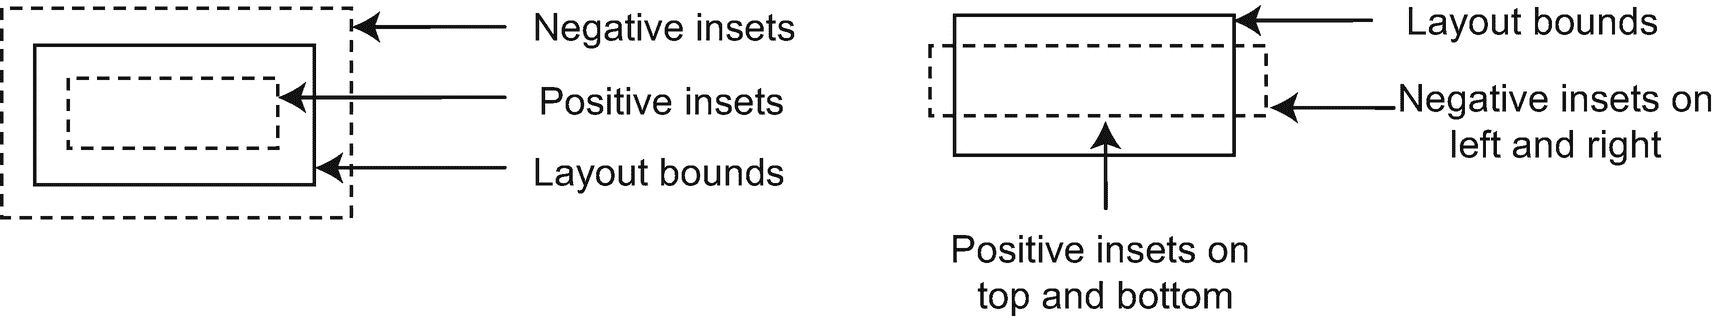 Negative insets
Positive insets
Layout bounds
Layout bounds
Negative insets on
left and right
Positive insets on
top and bottom